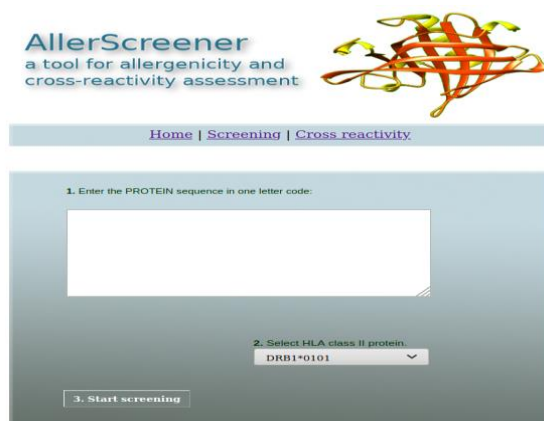 AllerScreener
a tool for allergenicity and
cross-reactivity assessment
Home | Screening | Cross reactivity
1. Enter the PROTEIN sequence in one letter code:
2. Select HLA class II protein.
DRB1*0101
3. Start screening